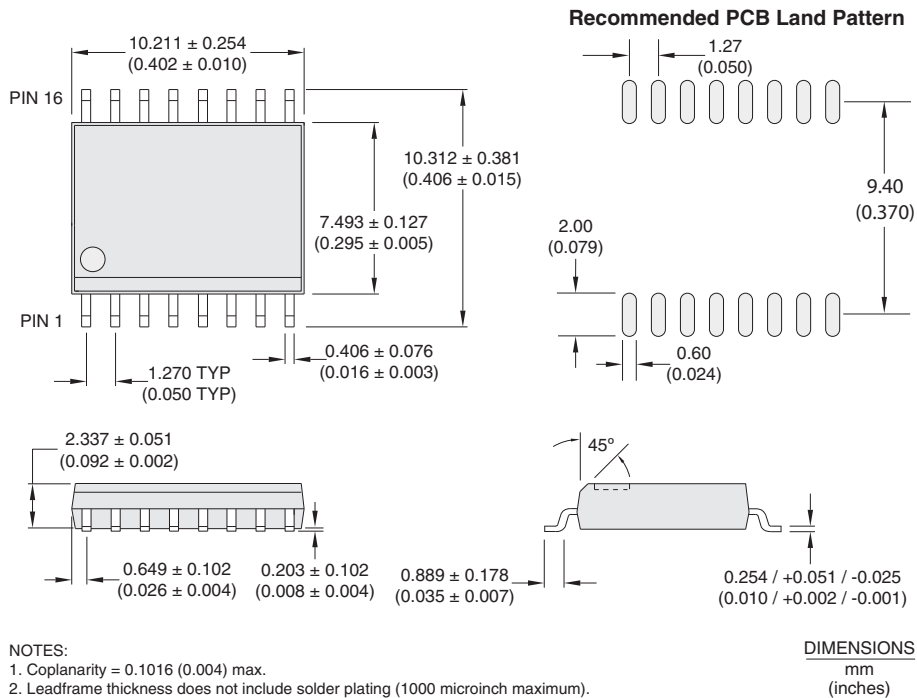 Recommended PCB Land Pattern
10.211 ± 0.254
(0.402 ± 0.010)
1.27
(0.050)
PIN 16
10.312 ± 0.381
(0.406 ± 0.015)
9.40
(0.370)
7.493 ± 0.127
(0.295 ± 0.005)
2.00
(0.079)
PIN 1
1.270 TYP
(0.050 TYP)
0.406 ± 0.076
(0.016 ± 0.003)
0.60
(0.024)
2.337 ± 0.051
(0.092 ± 0.002)
45º
0.649 ± 0.102
(0.026 ± 0.004)
0.203 ± 0.102
(0.008 ± 0.004)
0.889 ± 0.178
(0.035 ± 0.007)
0.254 / +0.051 / -0.025
(0.010 / +0.002 / -0.001)
NOTES:
1. Coplanarity = 0.1016 (0.004) max.
2. Leadframe thickness does not include solder plating (1000 microinch maximum).
DIMENSIONS
mm
(inches)